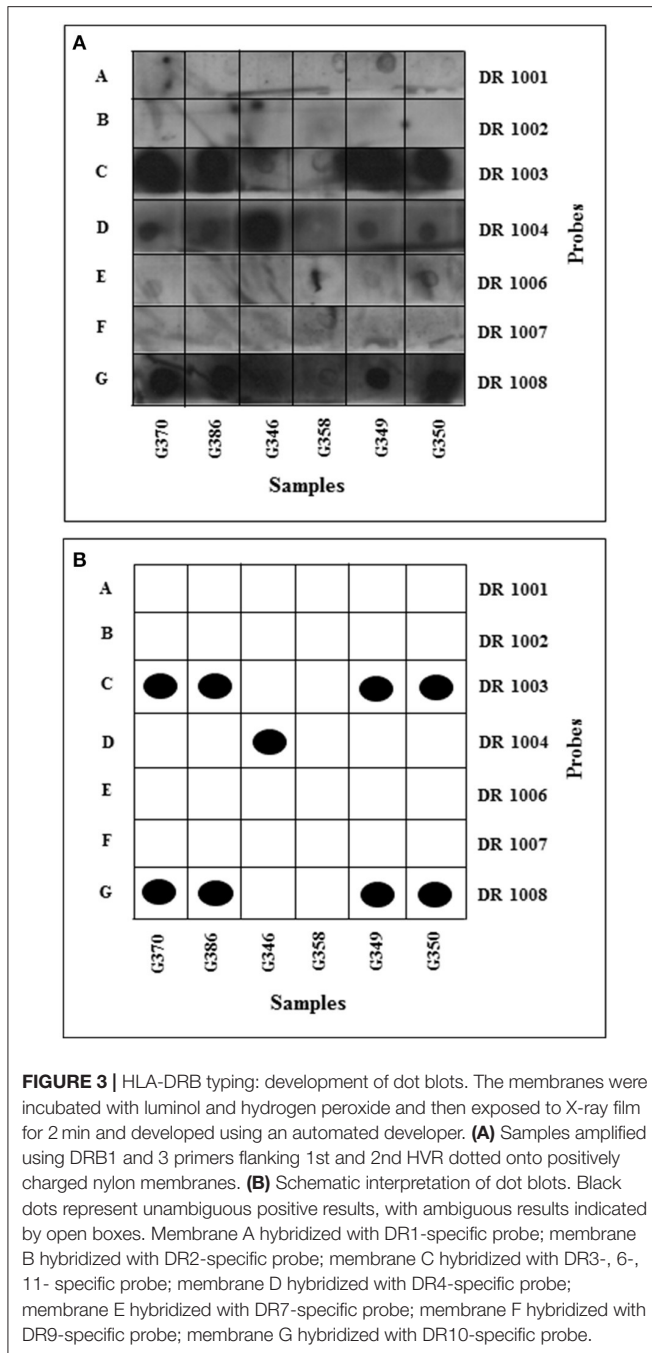 A
A DR 1001
B DR 1002
C DR 1003
D DR 1004
E DR 1006
F DR 1007
G DR 1008
Probes
G370 G386 G346 G358 G349 G350
Samples
B
A DR 1001
B DR 1002
C DR 1003
D DR 1004
E DR 1006
F DR 1007
G DR 1008
Probes
G370 G386 G346 G358 G349 G350
Samples
FIGURE 3 | HLA-DRB typing: development of dot blots. The membranes were
incubated with luminol and hydrogen peroxide and then exposed to X-ray film
for 2 min and developed using an automated developer. (A) Samples amplified
using DRB1 and 3 primers flanking 1st and 2nd HVR dotted onto positively
charged nylon membranes. (B) Schematic interpretation of dot blots. Black
dots represent unambiguous positive results, with ambiguous results indicated
by open boxes. Membrane A hybridized with DR1-specific probe; membrane
B hybridized with DR2-specific probe; membrane C hybridized with DR3-, 6-,
11- specific probe; membrane D hybridized with DR4-specific probe;
membrane E hybridized with DR7-specific probe; membrane F hybridized with
DR9-specific probe; membrane G hybridized with DR10-specific probe.